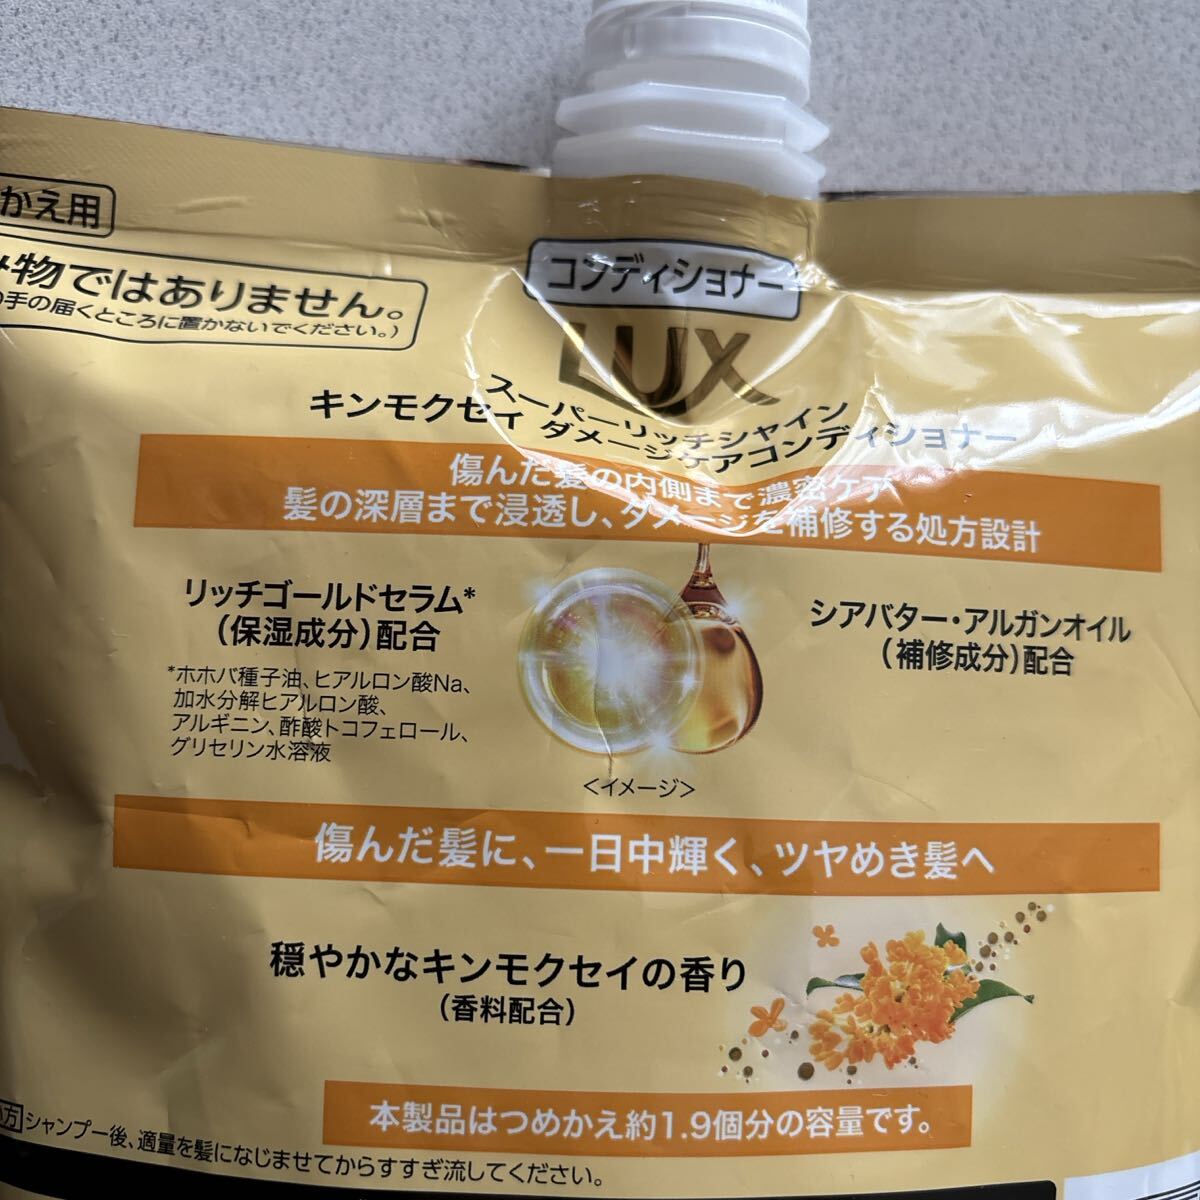 かえ用
物ではありません。
手の届くところに置かないでください。)
コンディショナー
LUX
スーパーリッチシャイン
キンモクセイ ダメージケアコンディショナー
傷んだ髪の内側まで濃密ケア
髪の深層まで浸透し、ダメージを補修する処方設計
リッチゴールドセラム*
(保湿成分)配合
*ホホバ種子油、ヒアルロン酸Na、
加水分解ヒアルロン酸、
アルギニン、酢酸トコフェロール、
グリセリン水溶液
シアバター・アルガンオイル
(補修成分)配合
<イメージ>
傷んだ髪に、一日中輝く、ツヤめき髪へ
穏やかなキンモクセイの香り
(香料配合)
本製品はつめかえ約1.9個分の容量です。
方 シャンプー後、適量を髪になじませてからすすぎ流してください。